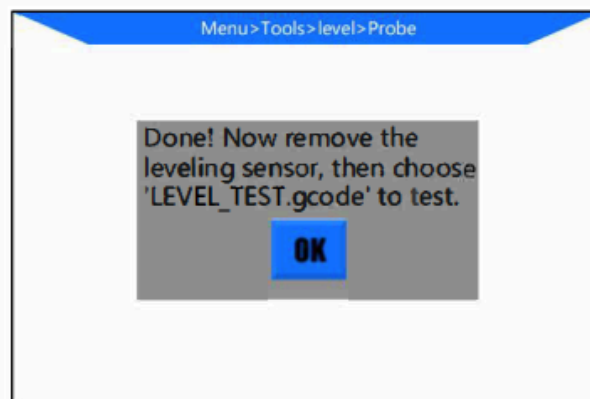 Menu>Tools>level>Probe
Done! Now remove the
leveling sensor, then choose
'LEVEL_TEST.gcode' to test.
OK